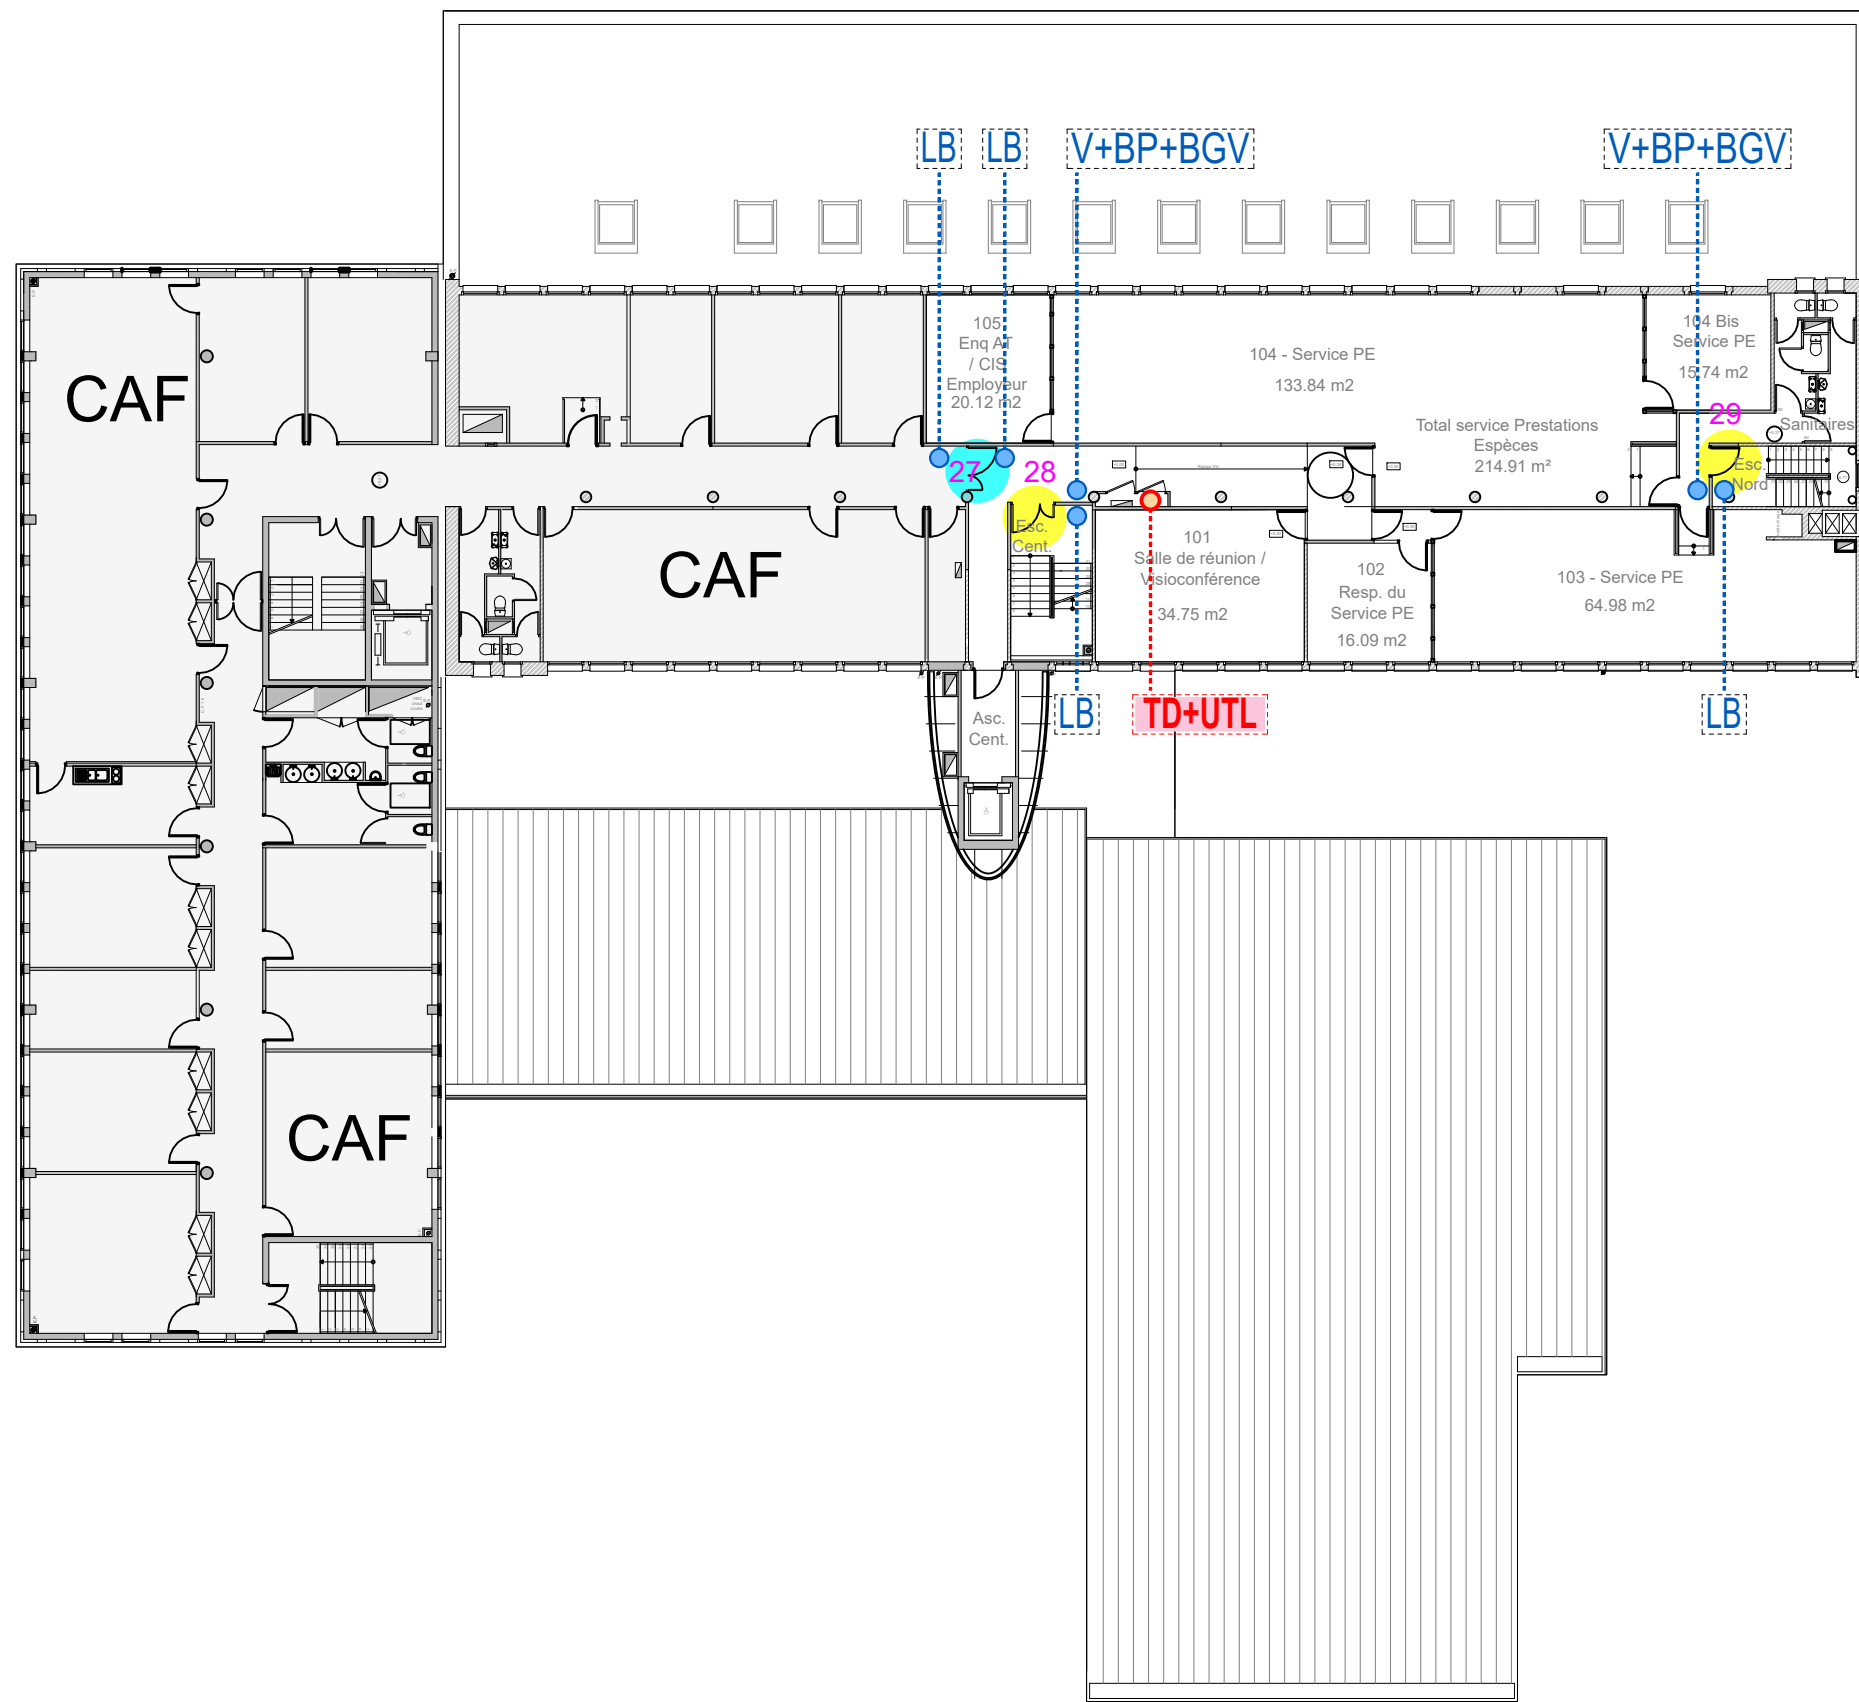 LB
LB
V+BP+BGV
V+BP+BGV
105
Enq AT
/ CIS
Employeur
20.12 m2
104 - Service PE
133.84 m2
104 Bis
Service PE
15.74 m2
CAF
Total service Prestations
Espèces
214.91 m²
29
Sanitaires
27
28
Esc.
Nord
Esc.
Cent.
CAF
101
Salle de réunion /
Visioconférence
34.75 m2
102
Resp. du
Service PE
16.09 m2
103 - Service PE
64.98 m2
LB
TD+UTL
LB
Asc.
Cent.
CAF